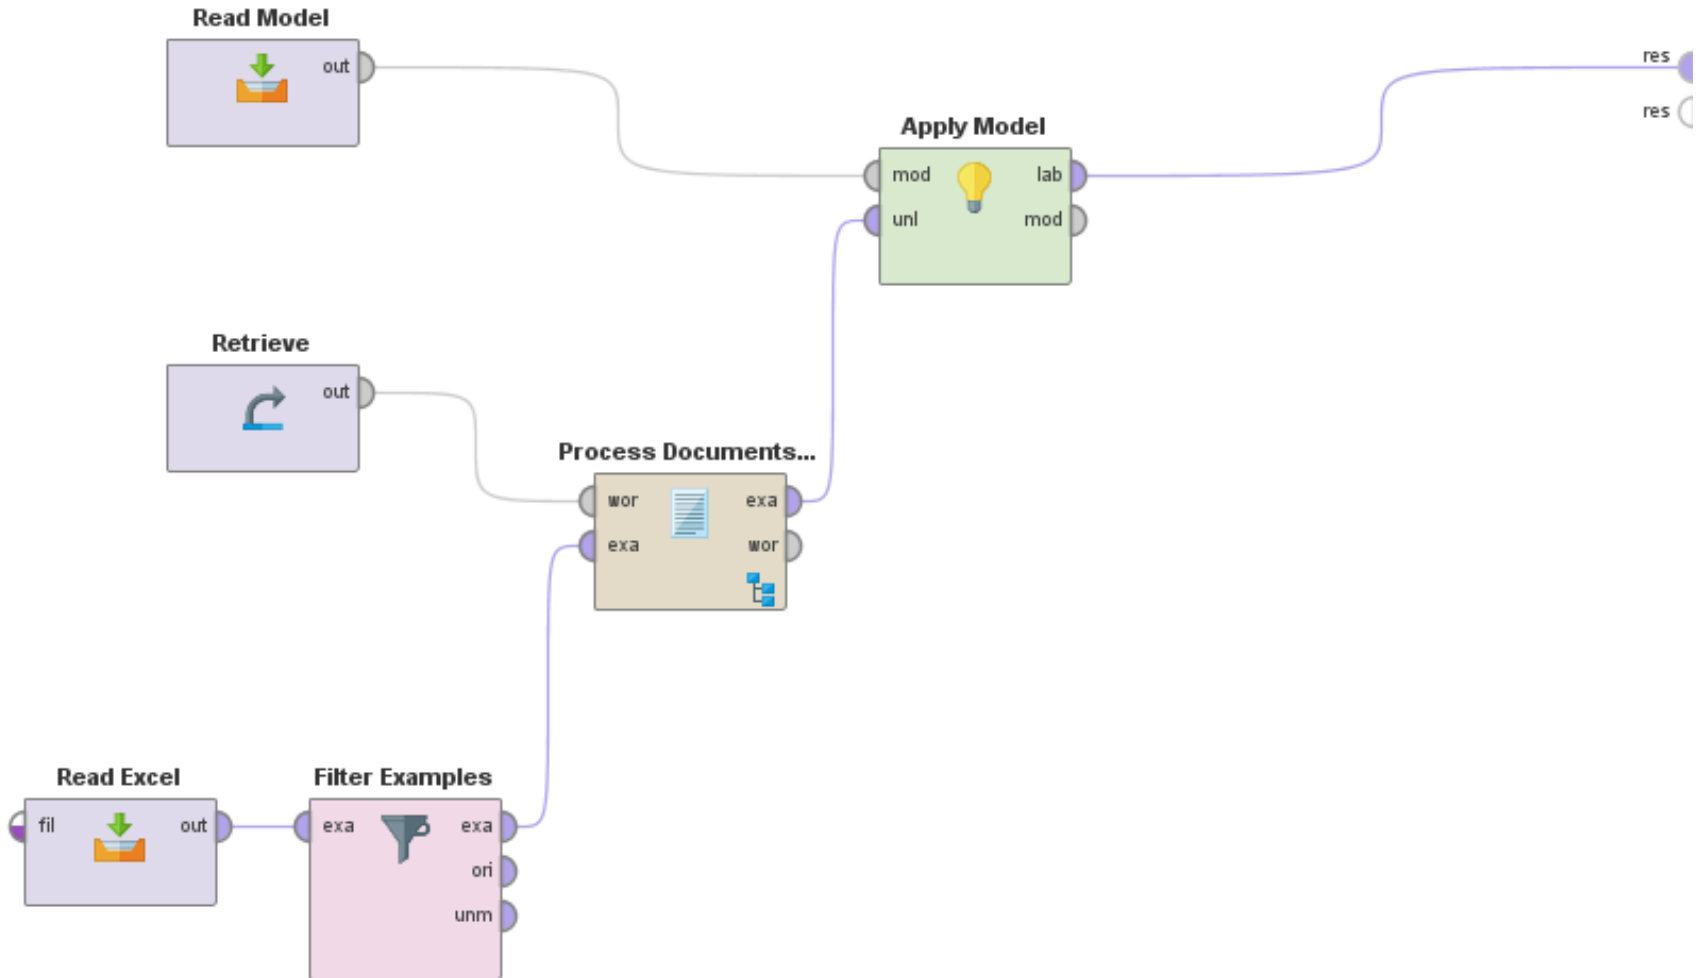 Read Model
out
res
res
Apply Model
mod
lab
unl
mod
Retrieve
out
Process Documents...
wor
exa
exa
wor
Read Excel
fil
out
Filter Examples
exa
exa
ori
unm